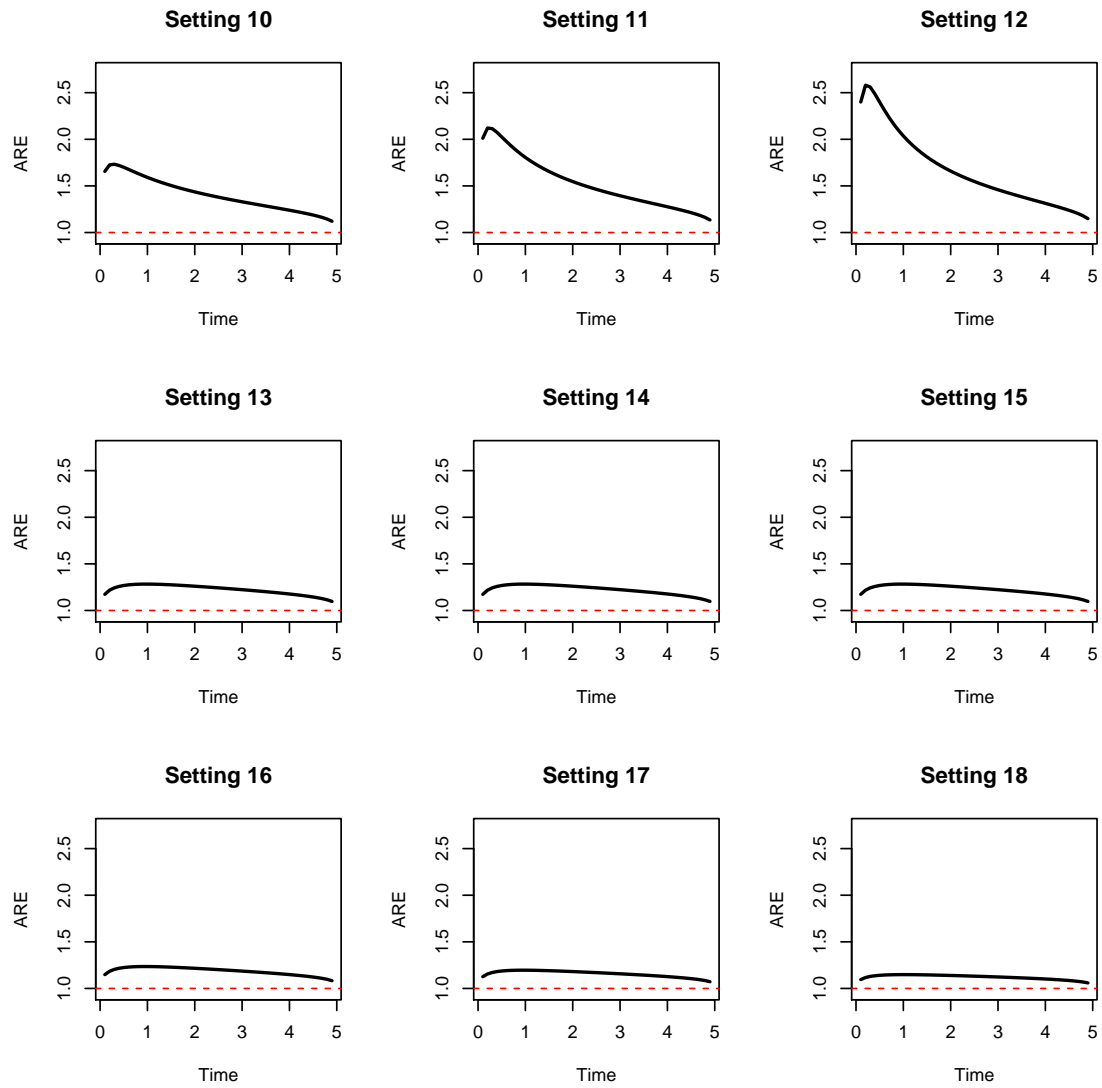 Setting 10
Setting 11
Setting 12
ARE
1.0 1.5 2.0 2.5
0 1 2 3 4 5
Time
ARE
1.0 1.5 2.0 2.5
0 1 2 3 4 5
Time
ARE
1.0 1.5 2.0 2.5
0 1 2 3 4 5
Time
Setting 13
Setting 14
Setting 15
ARE
1.0 1.5 2.0 2.5
0 1 2 3 4 5
Time
ARE
1.0 1.5 2.0 2.5
0 1 2 3 4 5
Time
ARE
1.0 1.5 2.0 2.5
0 1 2 3 4 5
Time
Setting 16
Setting 17
Setting 18
ARE
1.0 1.5 2.0 2.5
0 1 2 3 4 5
Time
ARE
1.0 1.5 2.0 2.5
0 1 2 3 4 5
Time
ARE
1.0 1.5 2.0 2.5
0 1 2 3 4 5
Time